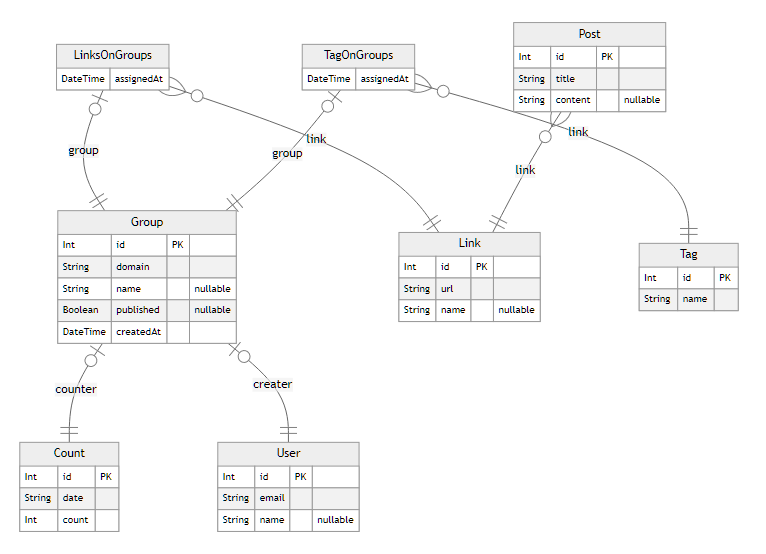 LinksOnGroups
DateTime assignedAt
TagOnGroups
DateTime assignedAt
Post
Int id PK
String title
String content nullable
group
link
group
link
link
Group
Int id PK
String domain
String name nullable
Boolean published nullable
DateTime createdAt
Link
Int id PK
String url
String name nullable
Tag
Int id PK
String name
counter
creater
Count
Int id PK
String date
Int count
User
Int id PK
String email
String name nullable